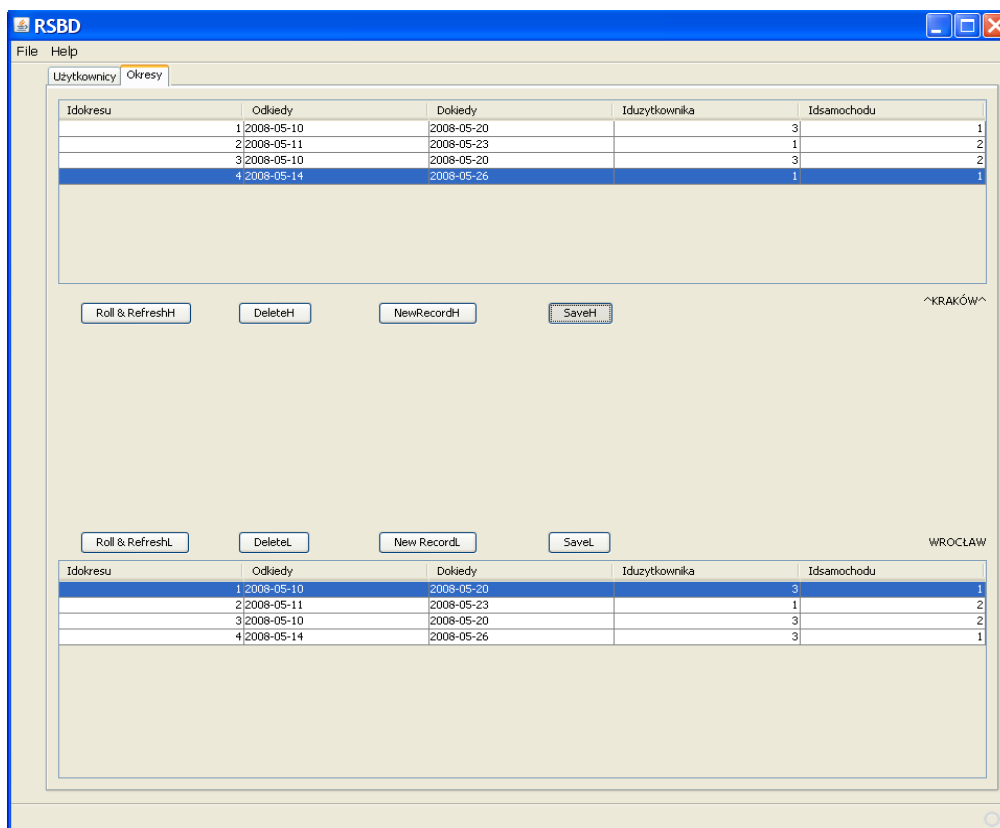 RSBD
File Help
Użytkownicy Okresy
Idokresu Odkiedy Dokiedy Iduzytkownika Idsamochodu
1 2008-05-10 2008-05-20 3 1
2 2008-05-11 2008-05-23 1 2
3 2008-05-10 2008-05-20 3 2
4 2008-05-14 2008-05-26 1 1
^KRAKÓW^
Roll & RefreshH DeleteH NewRecordH SaveH
Roll & RefreshL DeleteL New RecordL SaveL WROCŁAW
Idokresu Odkiedy Dokiedy Iduzytkownika Idsamochodu
1 2008-05-10 2008-05-20 3 1
2 2008-05-11 2008-05-23 1 2
3 2008-05-10 2008-05-20 3 2
4 2008-05-14 2008-05-26 3 1